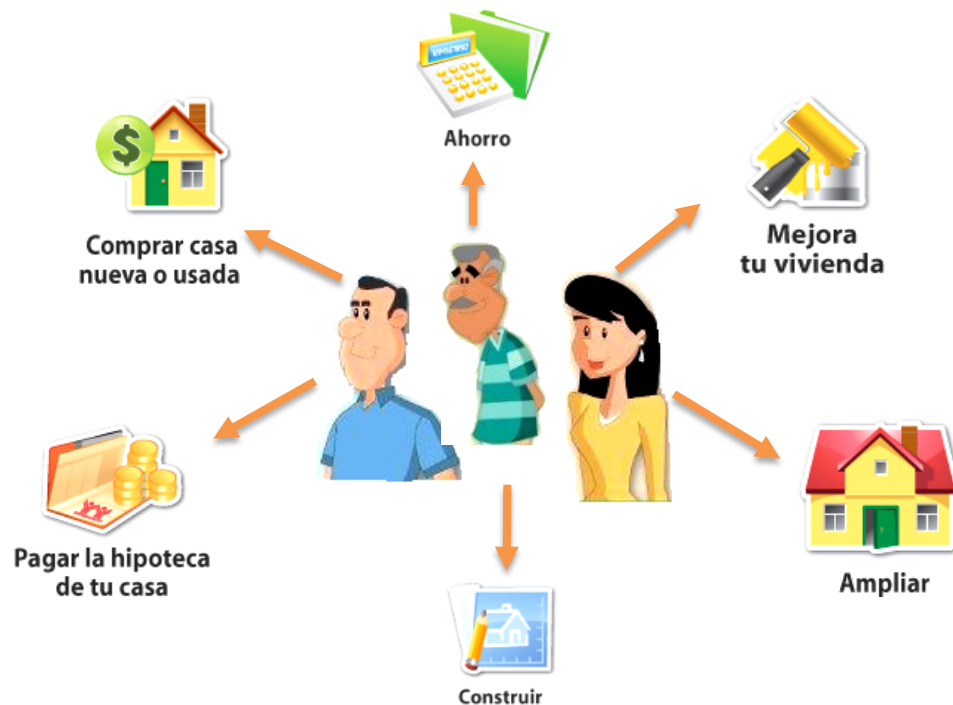 Ahorro
Comprar casa
nueva o usada
Mejora
tu vivienda
Pagar la hipoteca
de tu casa
Ampliar
Construir